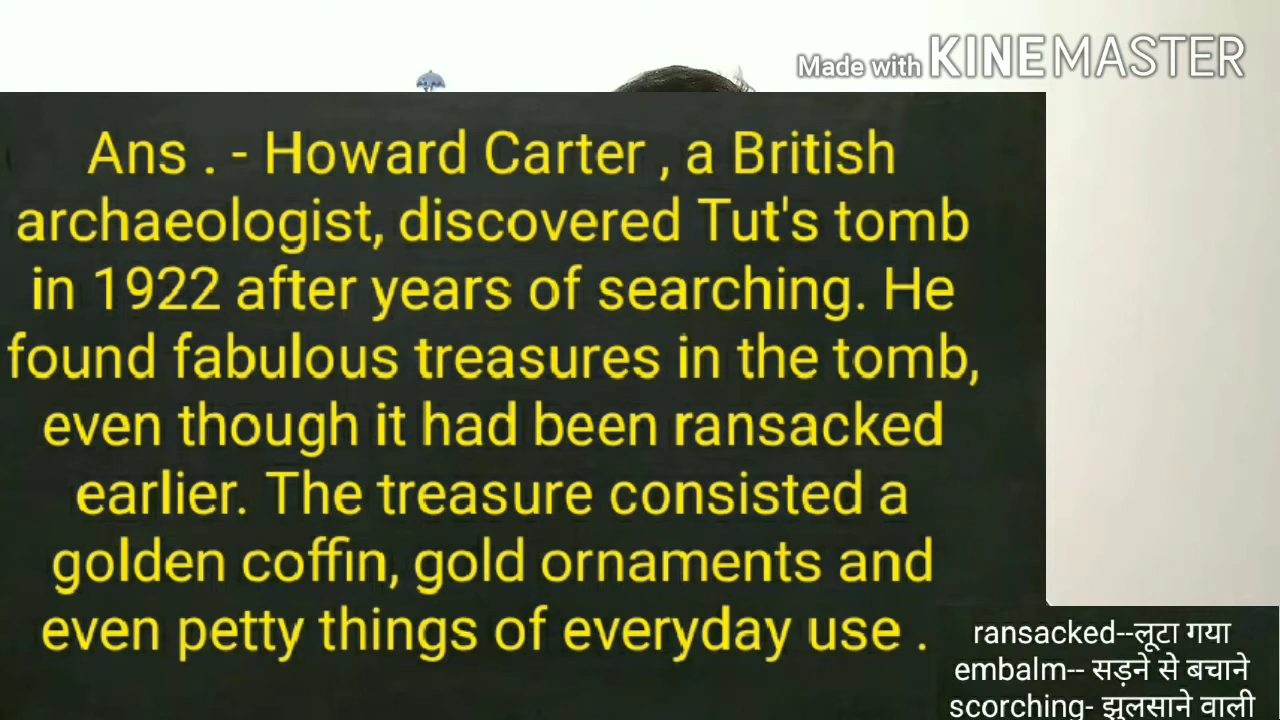 Made with KINEMASTER
Ans . - Howard Carter , a British
archaeologist, discovered Tut's tomb
in 1922 after years of searching. He
found fabulous treasures in the tomb,
even though it had been ransacked
earlier. The treasure consisted a
golden coffin, gold ornaments and
even petty things of everyday use .
ransacked--लूटा गया
embalm-- सड़ने से बचाने
scorching- झुलसाने वाली